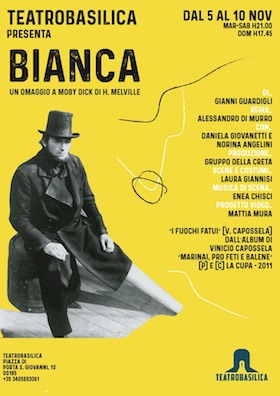 TEATROBASILICA
PRESENTA
DAL 5 AL 10 NOV
MAR-SAB H21.00
DOM H17.45
BIANCA
UN OMAGGIO A MOBY DICK DI H. MELVILLE
DI..
GIANNI GUARDIGLI
REGIA..
ALESSANDRO DI MURRO
CON..
DANIELA GIOVANETTI E
NORINA ANGELINI
PRODUZIONE..
GRUPPO DELLA CRETA
SCENE E COSTUMI..
LAURA GIANNISI
MUSICA DI SCENA..
ENEA CHISCI
PROGETTO VIDEO..
MATTIA MURA
"I FUOCHI FATUI" [V. CAPOSSELA]
DALL'ALBUM DI
VINICIO CAPOSSELA
"MARINAI, PRO FETI E BALENE"
[P] E [C] LA CUPA - 2011
TEATROBASILICA
PIAZZA DI
PORTA S. GIOVANNI, 10
00185
+39 3405683061
TEATROBASILICA